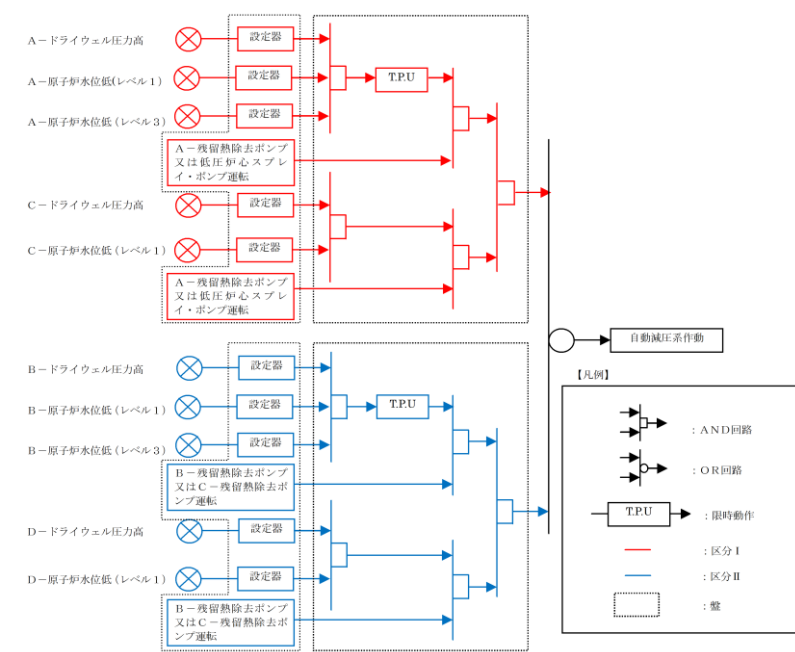 A-ドライウェル圧力高
設定器
A-原子炉水位低(レベル1)
設定器
T.P.U
A-原子炉水位低(レベル3)
設定器
A-残留熱除去ポンプ
又は低圧炉心スプレ
イ・ポンプ運転
C-ドライウェル圧力高
設定器
C-原子炉水位低(レベル1)
設定器
A-残留熱除去ポンプ
又は低圧炉心スプレ
イ・ポンプ運転
自動減圧系作動
B-ドライウェル圧力高
設定器
B-原子炉水位低(レベル1)
設定器
T.P.U
B-原子炉水位低(レベル3)
設定器
B-残留熱除去ポンプ
又はC-残留熱除去ポ
ンプ運転
D-ドライウェル圧力高
設定器
D-原子炉水位低(レベル1)
設定器
B-残留熱除去ポンプ
又はC-残留熱除去ポ
ンプ運転
【凡例】
:AND回路
:OR回路
T.P.U
:限時動作
:区分Ⅰ
:区分Ⅱ
:盤